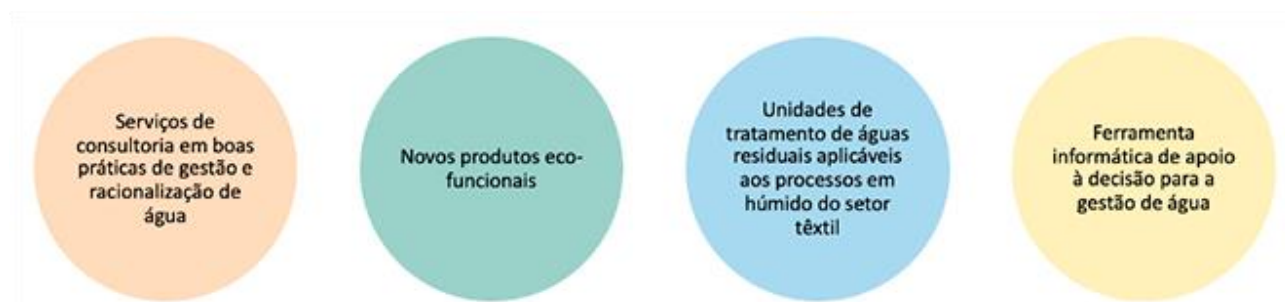 Serviços de
consultoria em boas
práticas de gestão e
racionalização de
água
Novos produtos eco-
funcionais
Unidades de
tratamento de águas
residuais aplicáveis
aos processos em
húmido do setor
têxtil
Ferramenta
informática de apoio
à decisão para a
gestão de água